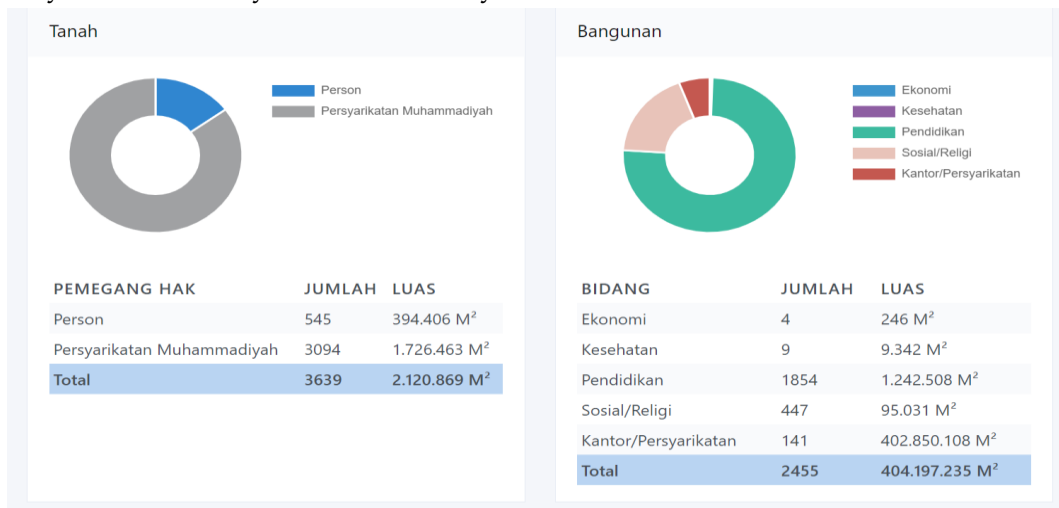 Tanah
Person
Persyarikatan Muhammadiyah
PEMEGANG HAK JUMLAH LUAS
Person 545 394.406 M²
Persyarikatan Muhammadiyah 3094 1.726.463 M²
Total 3639 2.120.869 M²
Bangunan
Ekonomi
Kesehatan
Pendidikan
Sosial/Religi
Kantor/Persyarikatan
BIDANG JUMLAH LUAS
Ekonomi 4 246 M²
Kesehatan 9 9.342 M²
Pendidikan 1854 1.242.508 M²
Sosial/Religi 447 95.031 M²
Kantor/Persyarikatan 141 402.850.108 M²
Total 2455 404.197.235 M²